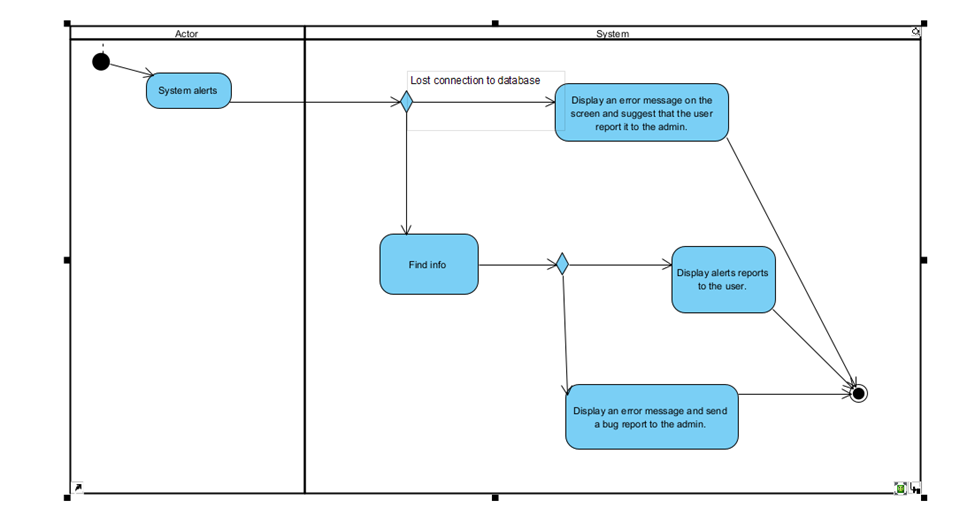 Actor
System
System alerts
Lost connection to database
Display an error message on the
screen and suggest that the user
report it to the admin.
Find info
Display alerts reports
to the user.
Display an error message and send
a bug report to the admin.